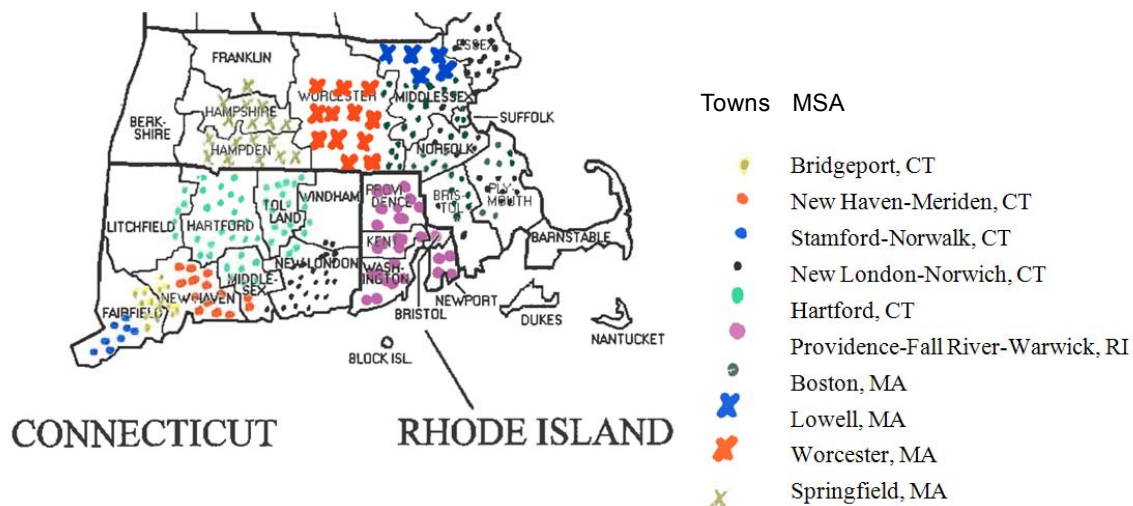 FRANKLIN
ESSEX
WORCESTER
MIDDLESSEX
HAMPSHIRE
BERK-
SHIRE
SUFFOLK
HAMPDEN
NORFOLK
PROVI-
DENCE
BRIS-
TOL
PLY-
MOUTH
LITCHFIELD
HARTFORD
TOL-
LAND
WINDHAM
KENT
BARNSTABLE
NEW LONDON
WASH-
INGTON
MIDDLE-
SEX
NEW HAVEN
FAIRFIELD
NEWPORT
BRISTOL
DUKES
NANTUCKET
BLOCK ISL.
CONNECTICUT
RHODE ISLAND
Towns MSA
Bridgeport, CT
New Haven-Meriden, CT
Stamford-Norwalk, CT
New London-Norwich, CT
Hartford, CT
Providence-Fall River-Warwick, RI
Boston, MA
Lowell, MA
Worcester, MA
Springfield, MA